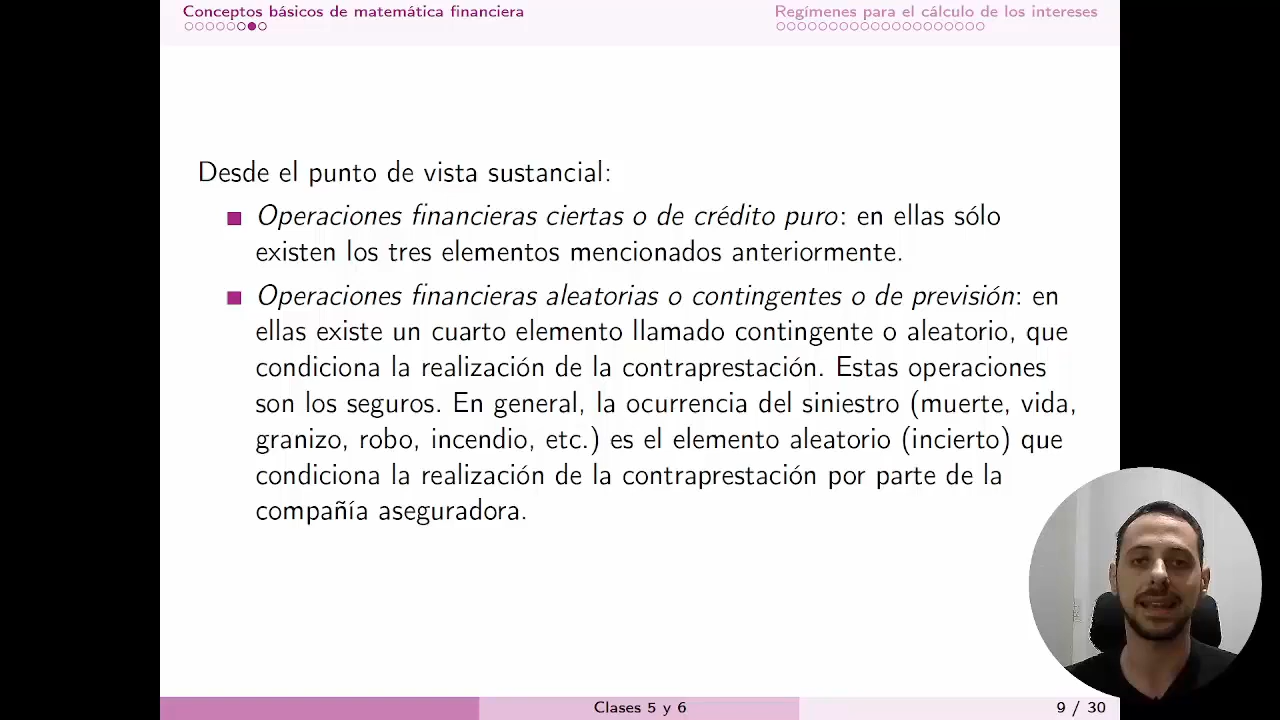 Conceptos básicos de matemática financiera
Regímenes para el cálculo de los intereses
Desde el punto de vista sustancial:
Operaciones financieras ciertas o de crédito puro: en ellas sólo
existen los tres elementos mencionados anteriormente.
Operaciones financieras aleatorias o contingentes o de previsión: en
ellas existe un cuarto elemento llamado contingente o aleatorio, que
condiciona la realización de la contraprestación. Estas operaciones
son los seguros. En general, la ocurrencia del siniestro (muerte, vida,
granizo, robo, incendio, etc.) es el elemento aleatorio (incierto) que
condiciona la realización de la contraprestación por parte de la
compañía aseguradora.
Clases 5 y 6
9 / 30